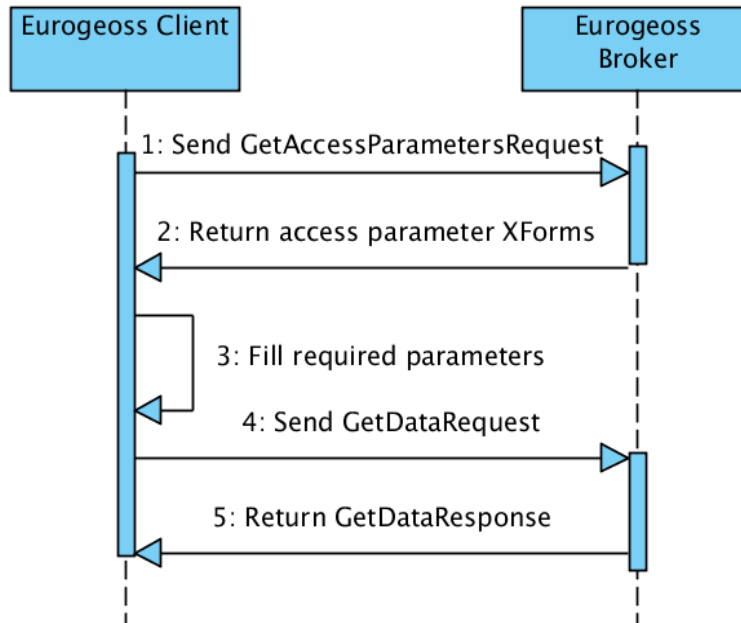 Eurogeoss Client
Eurogeoss
Broker
1: Send GetAccessParametersRequest
2: Return access parameter XForms
3: Fill required parameters
4: Send GetDataRequest
5: Return GetDataResponse